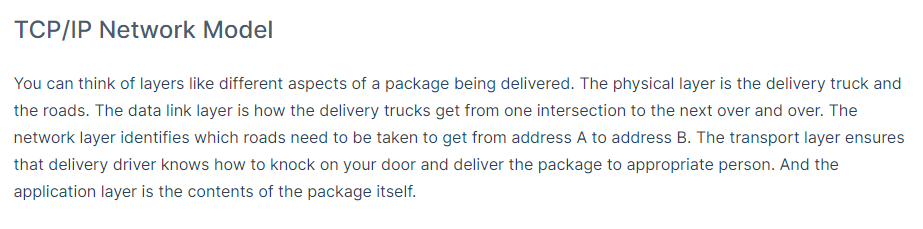 TCP/IP Network Model
You can think of layers like different aspects of a package being delivered. The physical layer is the delivery truck and
the roads. The data link layer is how the delivery trucks get from one intersection to the next over and over. The
network layer identifies which roads need to be taken to get from address A to address B. The transport layer ensures
that delivery driver knows how to knock on your door and deliver the package to appropriate person. And the
application layer is the contents of the package itself.